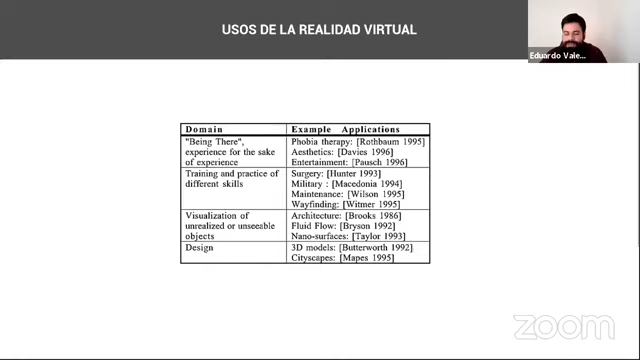 USOS DE LA REALIDAD VIRTUAL
Eduardo Vale...
Domain Example Applications
"Being There", Phobia therapy: [Rothbaum 1995]
experience for the sake Aesthetics: [Davies 1996]
of experience Entertainment: [Pausch 1996]
Training and practice of Surgery: [Hunter 1993]
different skills Military : [Macedonia 1994]
Maintenance: [Wilson 1995]
Wayfinding: [Witmer 1995]
Visualization of Architecture: [Brooks 1986]
unrealized or unseeable Fluid Flow: [Bryson 1992]
objects Nano-surfaces: [Taylor 1993]
Design 3D models: [Butterworth 1992]
Cityscapes: [Mapes 1995]
zoom